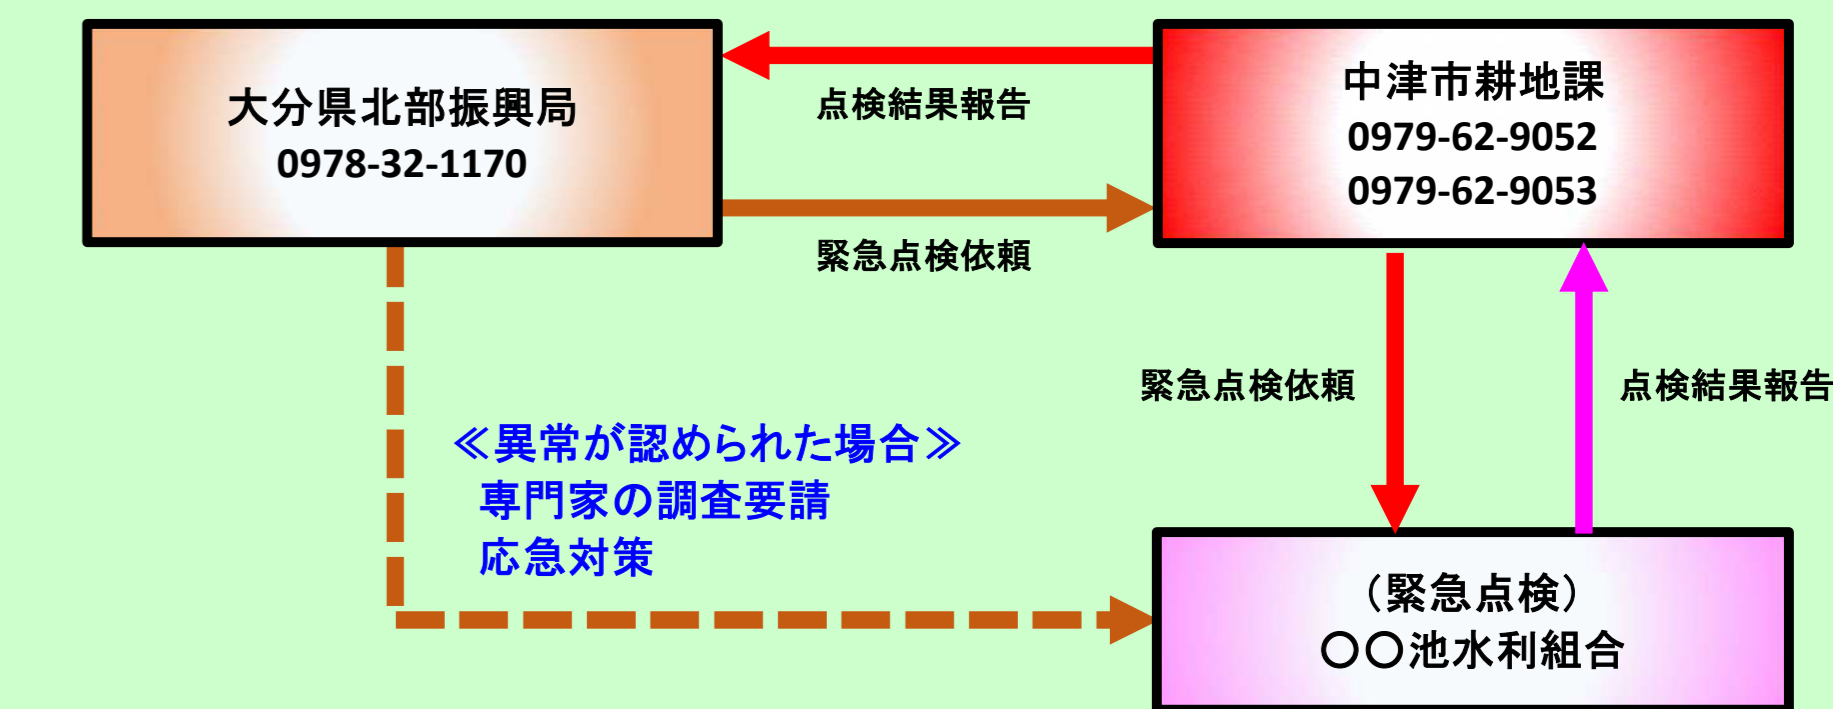 大分県北部振興局
0978-32-1170
点検結果報告
中津市耕地課
0979-62-9052
0979-62-9053
緊急点検依頼
緊急点検依頼
点検結果報告
≪異常が認められた場合≫
専門家の調査要請
応急対策
（緊急点検）
〇〇池水利組合